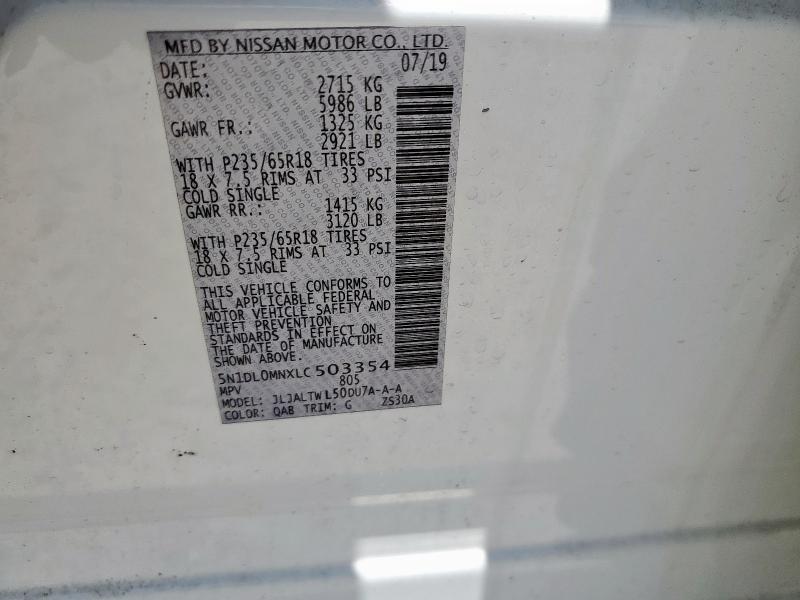 MFD BY NISSAN MOTOR CO., LTD.
DATE: 07/19
GVWR: 2715 KG
5986 LB
GAWR FR.: 1325 KG
2921 LB
WITH P235/65R18 TIRES
18 X 7.5 RIMS AT 33 PSI
COLD SINGLE
GAWR RR.: 1415 KG
3120 LB
WITH P235/65R18 TIRES
18 X 7.5 RIMS AT 33 PSI
COLD SINGLE
THIS VEHICLE CONFORMS TO
ALL APPLICABLE FEDERAL
MOTOR VEHICLE SAFETY AND
THEFT PREVENTION
STANDARDS IN EFFECT ON
THE DATE OF MANUFACTURE
SHOWN ABOVE.
5N1DL0MNXLC503354
MPV 805
MODEL: JLJALTWL50DU7A-A-A
COLOR: QAB TRIM: G ZS30A